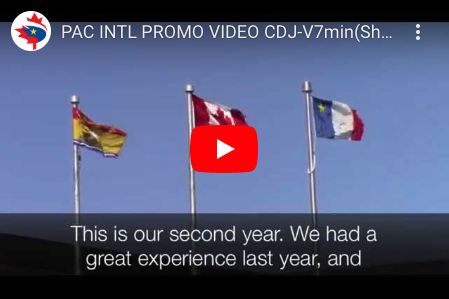 PAC INTL PROMO VIDEO CDJ-V7min(Sh...
This is our second year. We had a
great experience last year, and